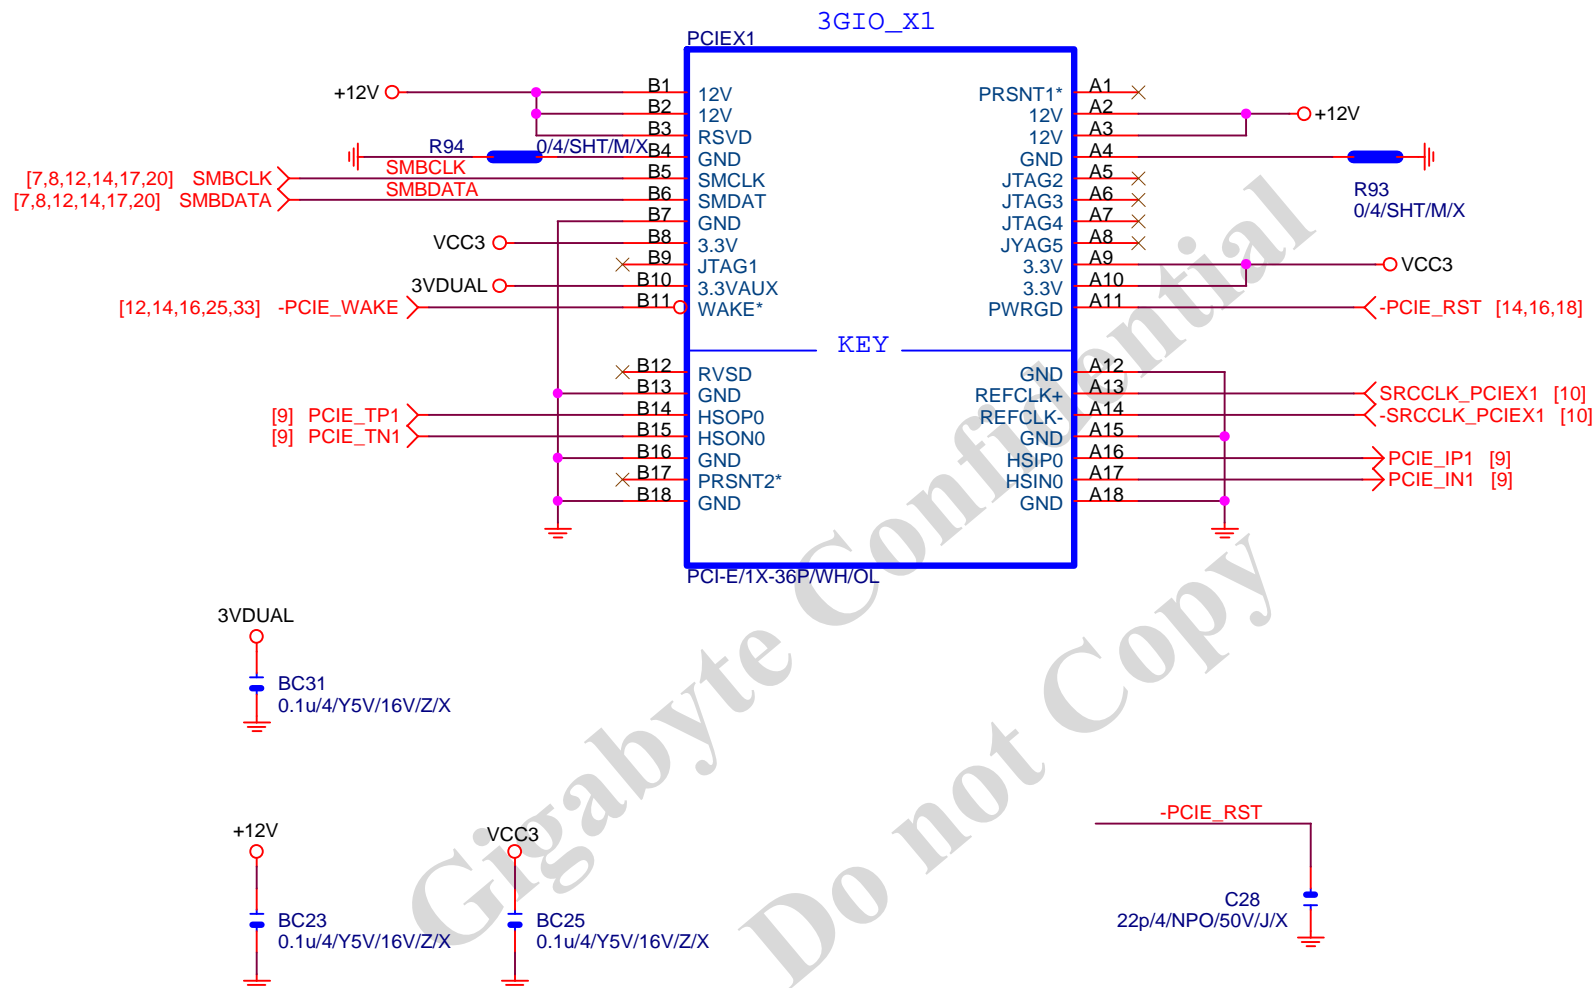 3GIO_X1
PCIEX1
+12V
B1 12V
B2 12V
B3 RSVD
R94 0/4/SHT/M/X
B4 GND
[7,8,12,14,17,20] SMBCLK SMBCLK B5 SMCLK
[7,8,12,14,17,20] SMBDATA SMBDATA B6 SMDAT
B7 GND
VCC3 B8 3.3V
B9 JTAG1
3VDUAL B10 3.3VAUX
[12,14,16,25,33] -PCIE_WAKE B11 WAKE*
PRSNT1* A1
12V A2 +12V
12V A3
GND A4
R93
0/4/SHT/M/X
JTAG2 A5
JTAG3 A6
JTAG4 A7
JYAG5 A8
3.3V A9 VCC3
3.3V A10
PWRGD A11 -PCIE_RST [14,16,18]
KEY
B12 RVSD
B13 GND
[9] PCIE_TP1 B14 HSOP0
[9] PCIE_TN1 B15 HSON0
B16 GND
B17 PRSNT2*
B18 GND
GND A12
REFCLK+ A13 SRCCLK_PCIEX1 [10]
REFCLK- A14 -SRCCLK_PCIEX1 [10]
GND A15
HSIP0 A16 PCIE_IP1 [9]
HSIN0 A17 PCIE_IN1 [9]
GND A18
PCI-E/1X-36P/WH/OL
3VDUAL
BC31
0.1u/4/Y5V/16V/Z/X
+12V
BC23
0.1u/4/Y5V/16V/Z/X
VCC3
BC25
0.1u/4/Y5V/16V/Z/X
-PCIE_RST
C28
22p/4/NPO/50V/J/X
Gigabyte Confidential
Do not Copy